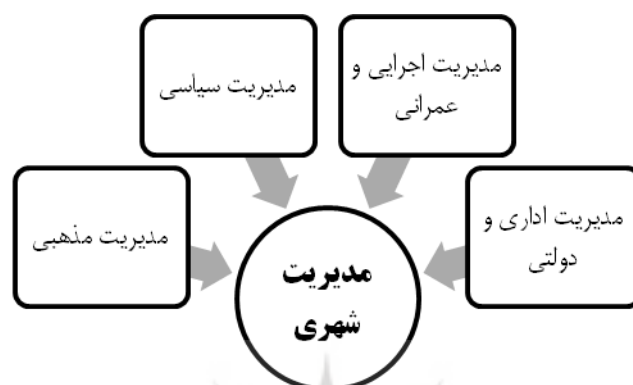 مدیریت اجرایی و
عمرانی
مدیریت سیاسی
مدیریت اداری و
دولتی
مدیریت مذهبی
مدیریت
شهری